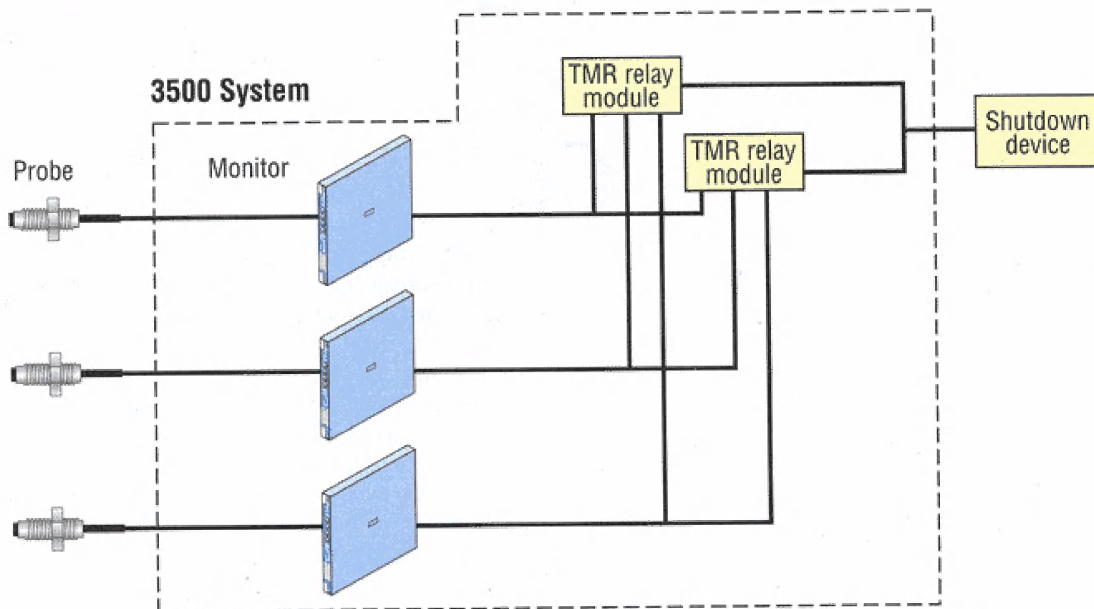 3500 System
Probe
Monitor
TMR relay
module
TMR relay
module
Shutdown
device